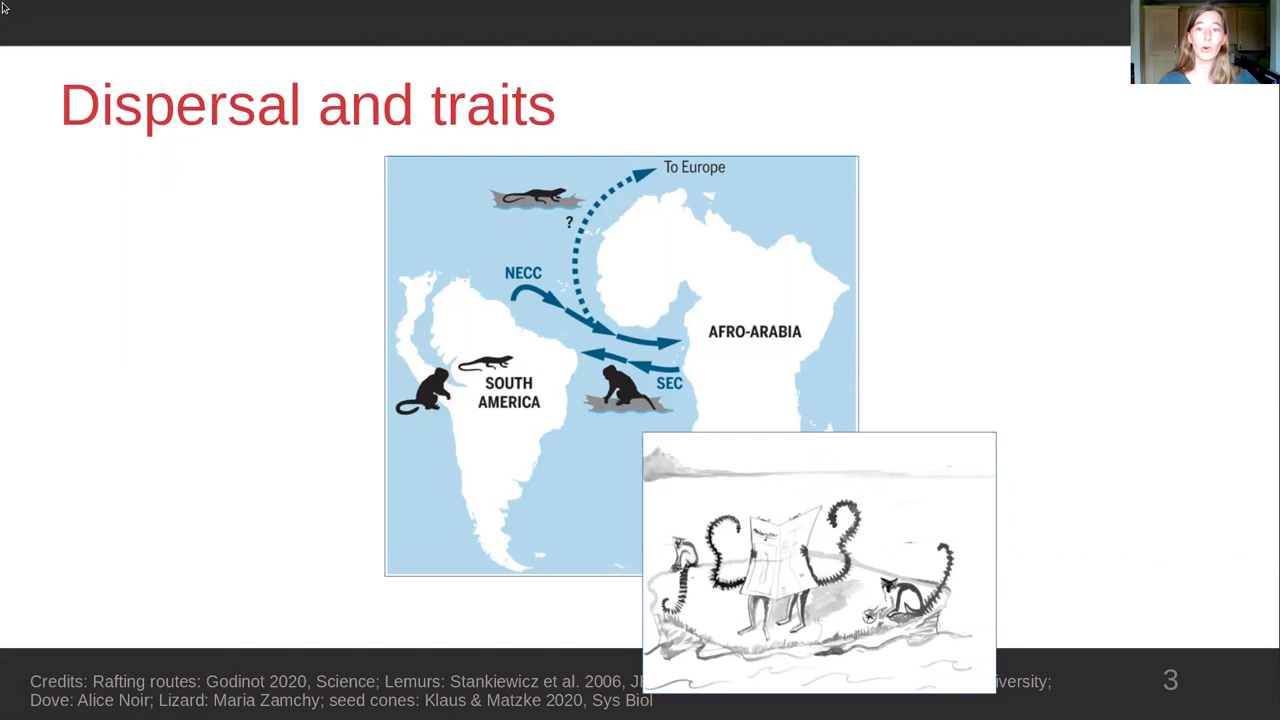 Dispersal and traits
To Europe
?
NECC
AFRO-ARABIA
SOUTH
AMERICA
SEC
Credits: Rafting routes: Godinot 2020, Science; Lemurs: Stankiewicz et al. 2006,
Dove: Alice Noir; Lizard: Maria Zamchy; seed cones: Klaus & Matzke 2020, Sys Biol
3